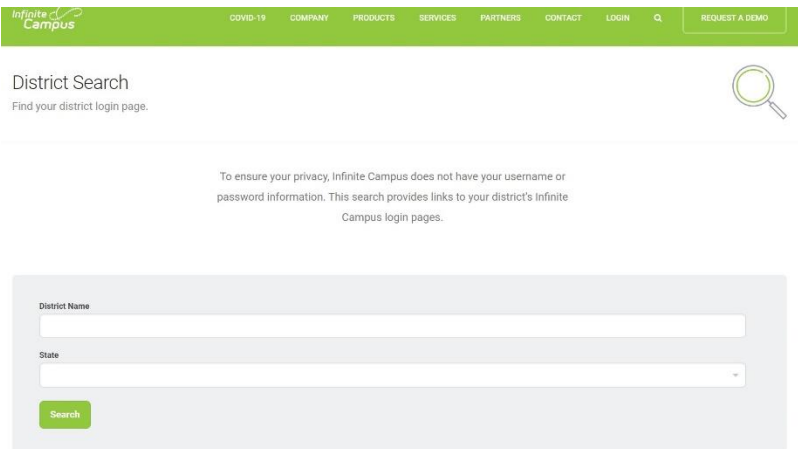 Infinite
Campus
COVID-19 COMPANY PRODUCTS SERVICES PARTNERS CONTACT LOGIN REQUEST A DEMO
District Search
Find your district login page.
To ensure your privacy, Infinite Campus does not have your username or
password information. This search provides links to your district's Infinite
Campus login pages.
District Name
State
Search